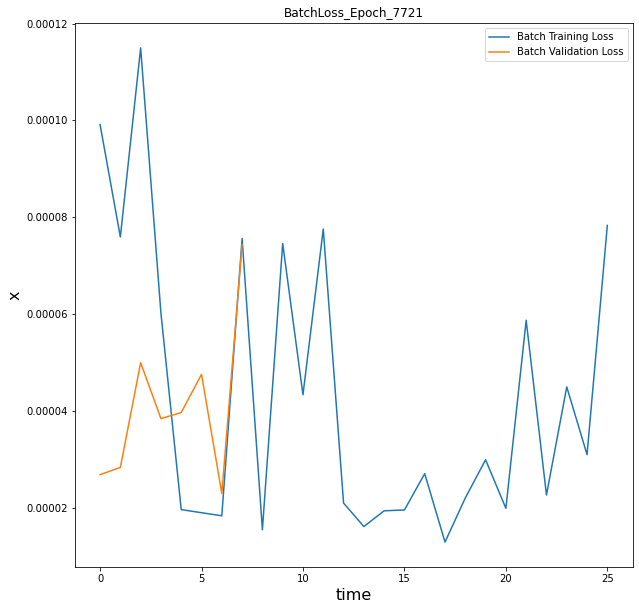 BatchLoss_Epoch_7721
Batch Training Loss
Batch Validation Loss
0.00012
0.00010
0.00008
0.00006
0.00004
0.00002
x
0 5 10 15 20 25
time